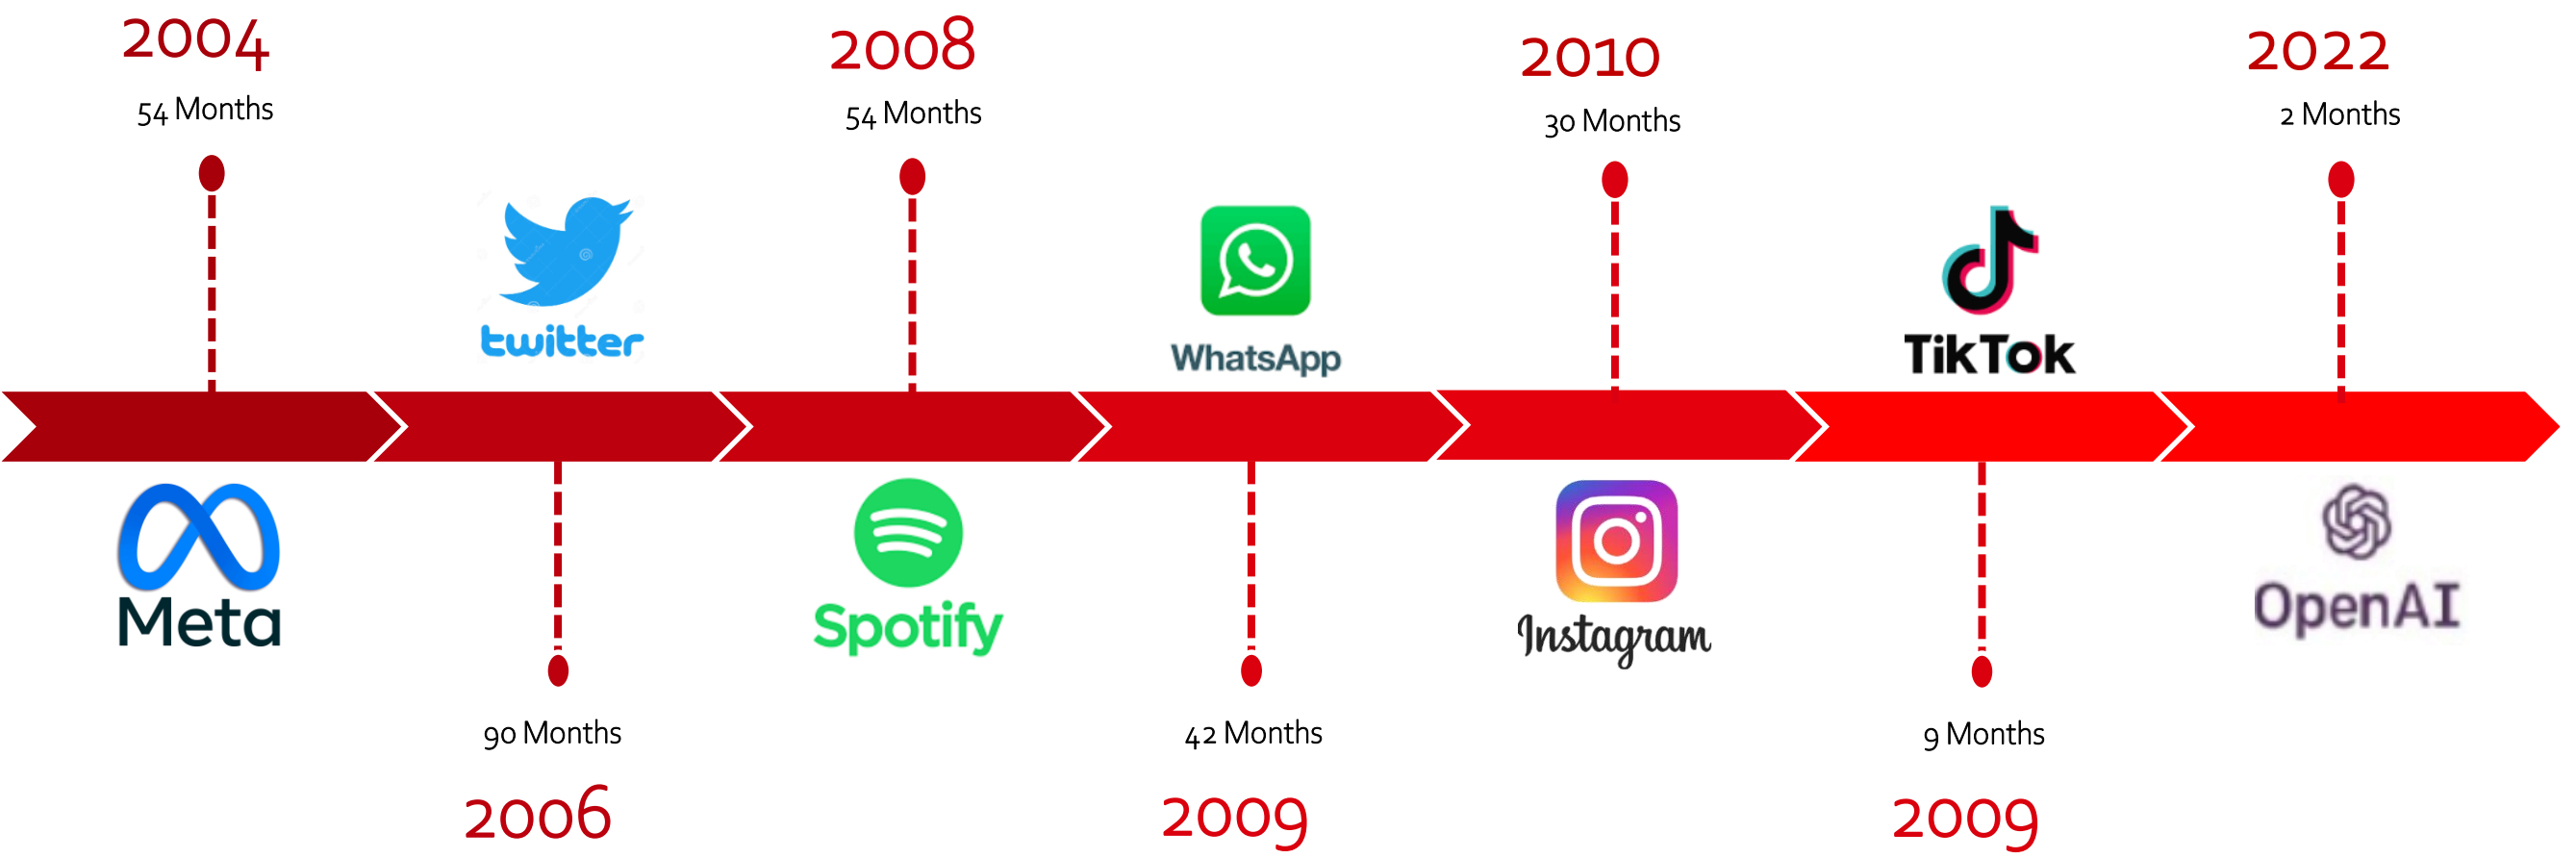 2004
54 Months
Meta
twitter
90 Months
2006
2008
54 Months
Spotify
WhatsApp
42 Months
2009
2010
30 Months
Instagram
TikTok
9 Months
2009
2022
2 Months
OpenAI